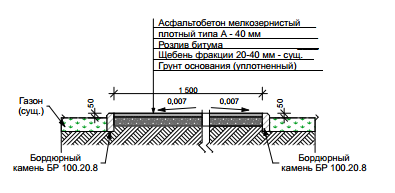 Асфальтобетон мелкозернистый
плотный типа А - 40 мм
Розлив битума
Щебень фракции 20-40 мм - сущ.
Грунт основания (уплотненный)
1 500
Газон
(сущ.)
50
0,007
0,007
50
Газон
(сущ.)
Бордюрный
камень БР 100.20.8
Бордюрный
камень БР 100.20.8